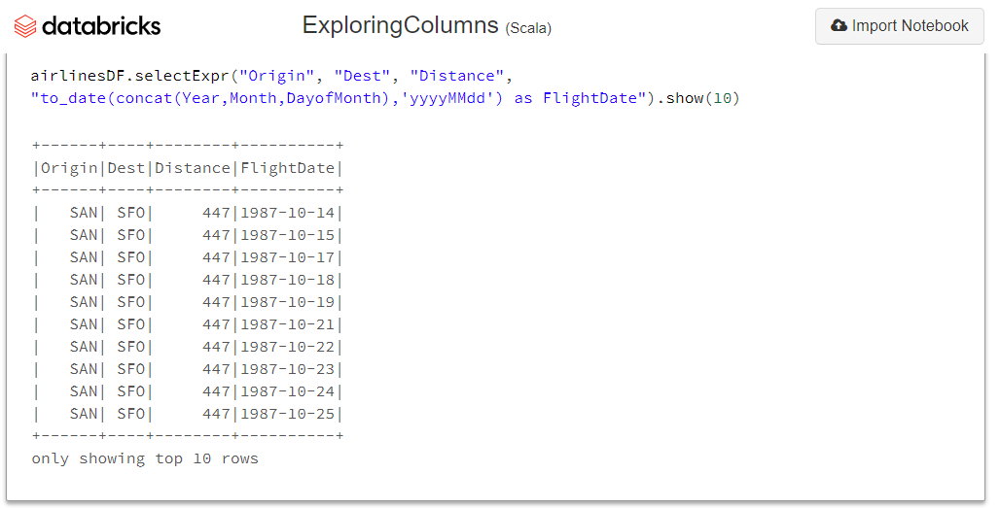 databricks
ExploringColumns (Scala)
Import Notebook
airlinesDF.selectExpr("Origin", "Dest", "Distance",
"to_date(concat(Year,Month,DayofMonth),'yyyyMMdd') as FlightDate").show(10)
+------+----+--------+----------+
|Origin|Dest|Distance|FlightDate|
+------+----+--------+----------+
|   SAN| SFO|     447|1987-10-14|
|   SAN| SFO|     447|1987-10-15|
|   SAN| SFO|     447|1987-10-17|
|   SAN| SFO|     447|1987-10-18|
|   SAN| SFO|     447|1987-10-19|
|   SAN| SFO|     447|1987-10-21|
|   SAN| SFO|     447|1987-10-22|
|   SAN| SFO|     447|1987-10-23|
|   SAN| SFO|     447|1987-10-24|
|   SAN| SFO|     447|1987-10-25|
+------+----+--------+----------+
only showing top 10 rows